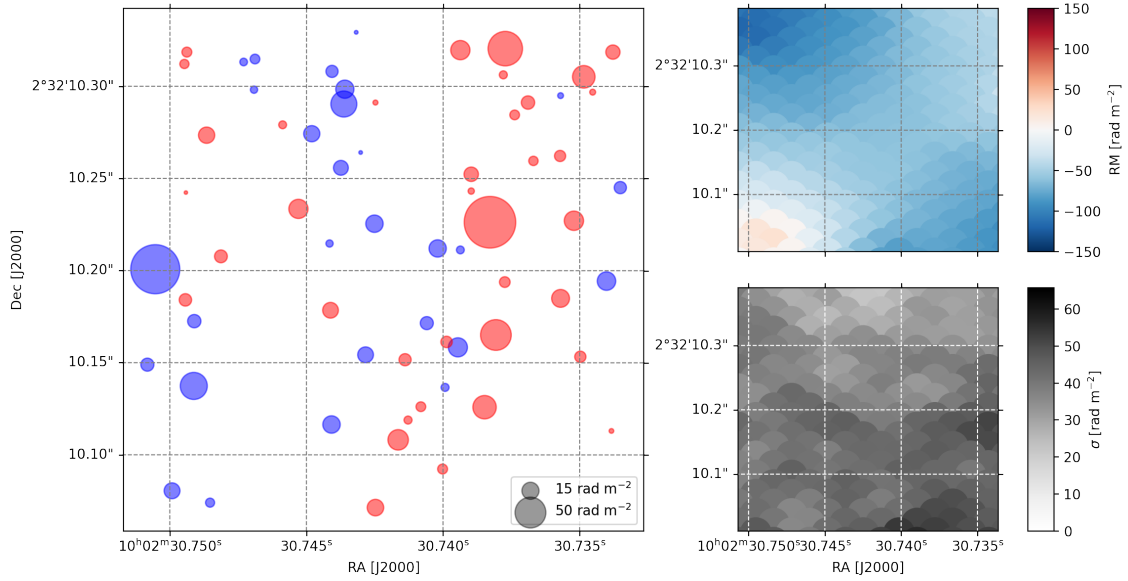 Dec [J2000]
2°32'10.30"
10.25"
10.20"
10.15"
10.10"
10ʰ02ᵐ30.750ˢ 30.745ˢ 30.740ˢ 30.735ˢ
RA [J2000]
15 rad m⁻²
50 rad m⁻²
2°32'10.3"
10.2"
10.1"
150
100
50
0
−50
−100
−150
RM [rad m⁻²]
2°32'10.3"
10.2"
10.1"
10ʰ02ᵐ30.750ˢ 30.745ˢ 30.740ˢ 30.735ˢ
RA [J2000]
60
50
40
30
20
10
0
σ [rad m⁻²]